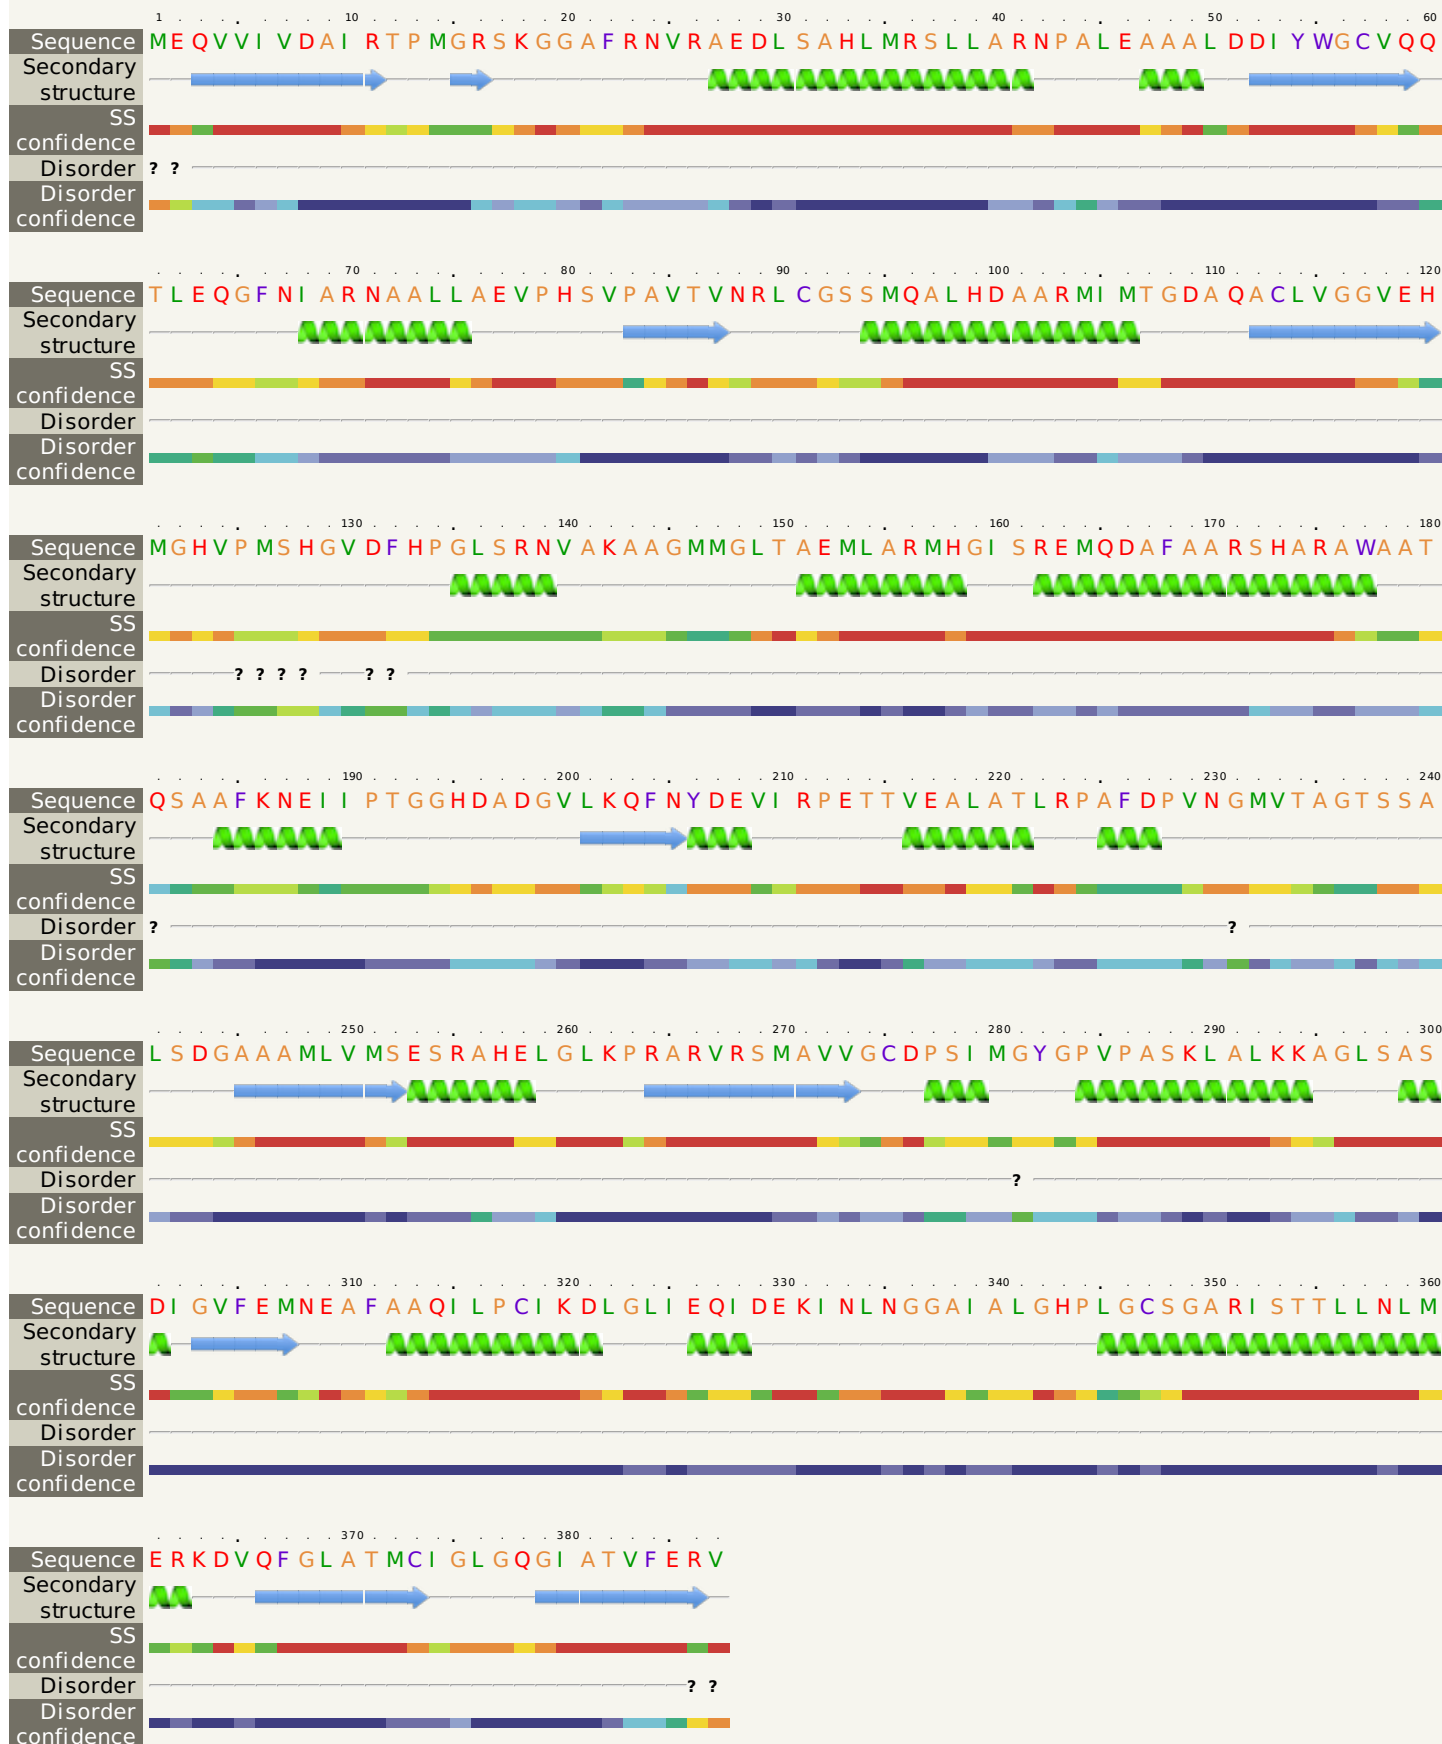 1 . . . . . 10 . . . . . . . . 20 . . . . . . . . 30 . . . . . . . . 40 . . . . . . . . 50 . . . . . . . . 60
Sequence MEQVVIVDAIRTPMGRSKGGAFRNVRAEDLSAHLMRSLLARNPALEAAALDDIYWGCVQQ
Secondary
structure
SS
confidence
Disorder ? ?
Disorder
confidence
. . . . . . . . 70 . . . . . . . . 80 . . . . . . . . 90 . . . . . . . . 100 . . . . . . . . 110 . . . . . . . . 120
Sequence TLEQGFNIARNAALLAEVPHSVPAVTVNRLCGSSMQALHDAARMIMTGDAQACLVGGVEH
Secondary
structure
SS
confidence
Disorder
Disorder
confidence
. . . . . . . . 130 . . . . . . . . 140 . . . . . . . . 150 . . . . . . . . 160 . . . . . . . . 170 . . . . . . . . 180
Sequence MGHVPMSHGVDFHPGLSRNVAKAAGMMGLTAEMLARMHGISREMQDAFAARSHARAWAAT
Secondary
structure
SS
confidence
Disorder ? ? ? ? ? ?
Disorder
confidence
. . . . . . . . 190 . . . . . . . . 200 . . . . . . . . 210 . . . . . . . . 220 . . . . . . . . 230 . . . . . . . . 240
Sequence QSAAFKNEIIPTGGHDADGVLKQFNYDEVIRPETTVEALATLRPAFDPVNGMVTAGTSSA
Secondary
structure
SS
confidence
Disorder ? ?
Disorder
confidence
. . . . . . . . 250 . . . . . . . . 260 . . . . . . . . 270 . . . . . . . . 280 . . . . . . . . 290 . . . . . . . . 300
Sequence LSDGAAAMLVMSESRAHELGLKPRARVRSMAVVGCDPSIMGYGPVPASKLALKKAGLSAS
Secondary
structure
SS
confidence
Disorder ?
Disorder
confidence
. . . . . . . . 310 . . . . . . . . 320 . . . . . . . . 330 . . . . . . . . 340 . . . . . . . . 350 . . . . . . . . 360
Sequence DIGVFEMNEAFAAQILPCIKDLGLIEQIDEKINLNGGAIALGHPLGCSGARISTTLLNLM
Secondary
structure
SS
confidence
Disorder
Disorder
confidence
. . . . . . . . 370 . . . . . . . . 380 . . . . . . .
Sequence ERKDVQFGLATMCIGLGQGIATVFERV
Secondary
structure
SS
confidence
Disorder ? ?
Disorder
confidence